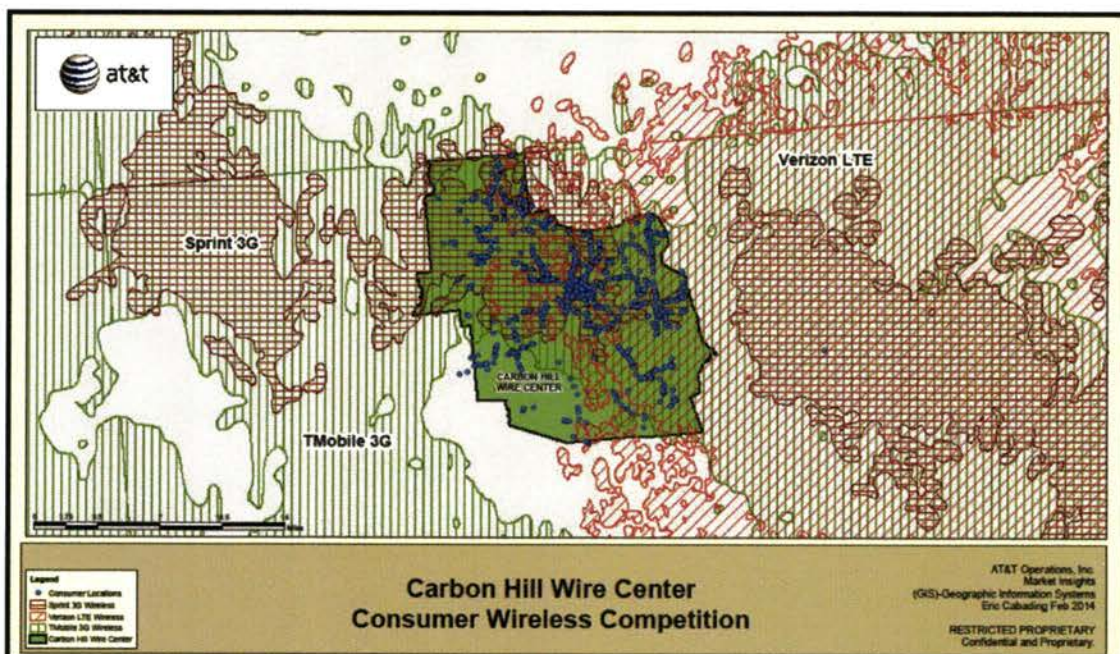 at&t
Verizon LTE
Sprint 3G
CARBON HILL
WIRE CENTER
TMobile 3G
Legend
Consumer Locations
Sprint 3G Wireless
Verizon LTE Wireless
TMobile 3G Wireless
Carbon Hill Wire Center
Carbon Hill Wire Center
Consumer Wireless Competition
AT&T Operations, Inc.
Market Insights
(GIS)-Geographic Information Systems
Eric Cabading Feb 2014
RESTRICTED PROPRIETARY
Confidential and Proprietary.